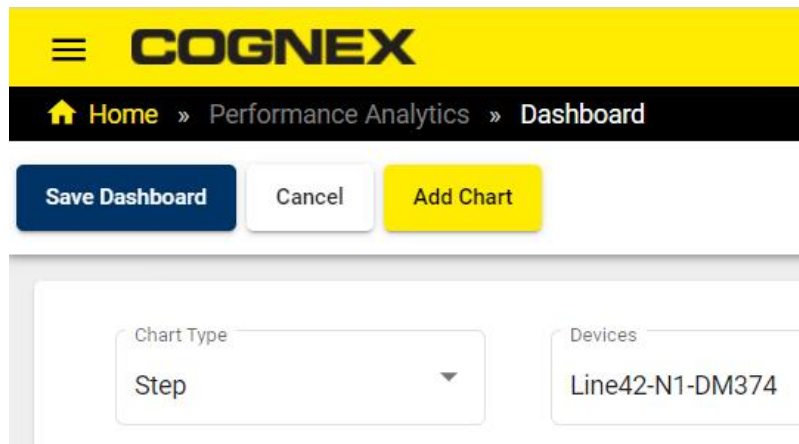 COGNEX
Home » Performance Analytics » Dashboard
Save Dashboard Cancel Add Chart
Chart Type Devices
Step Line42-N1-DM374